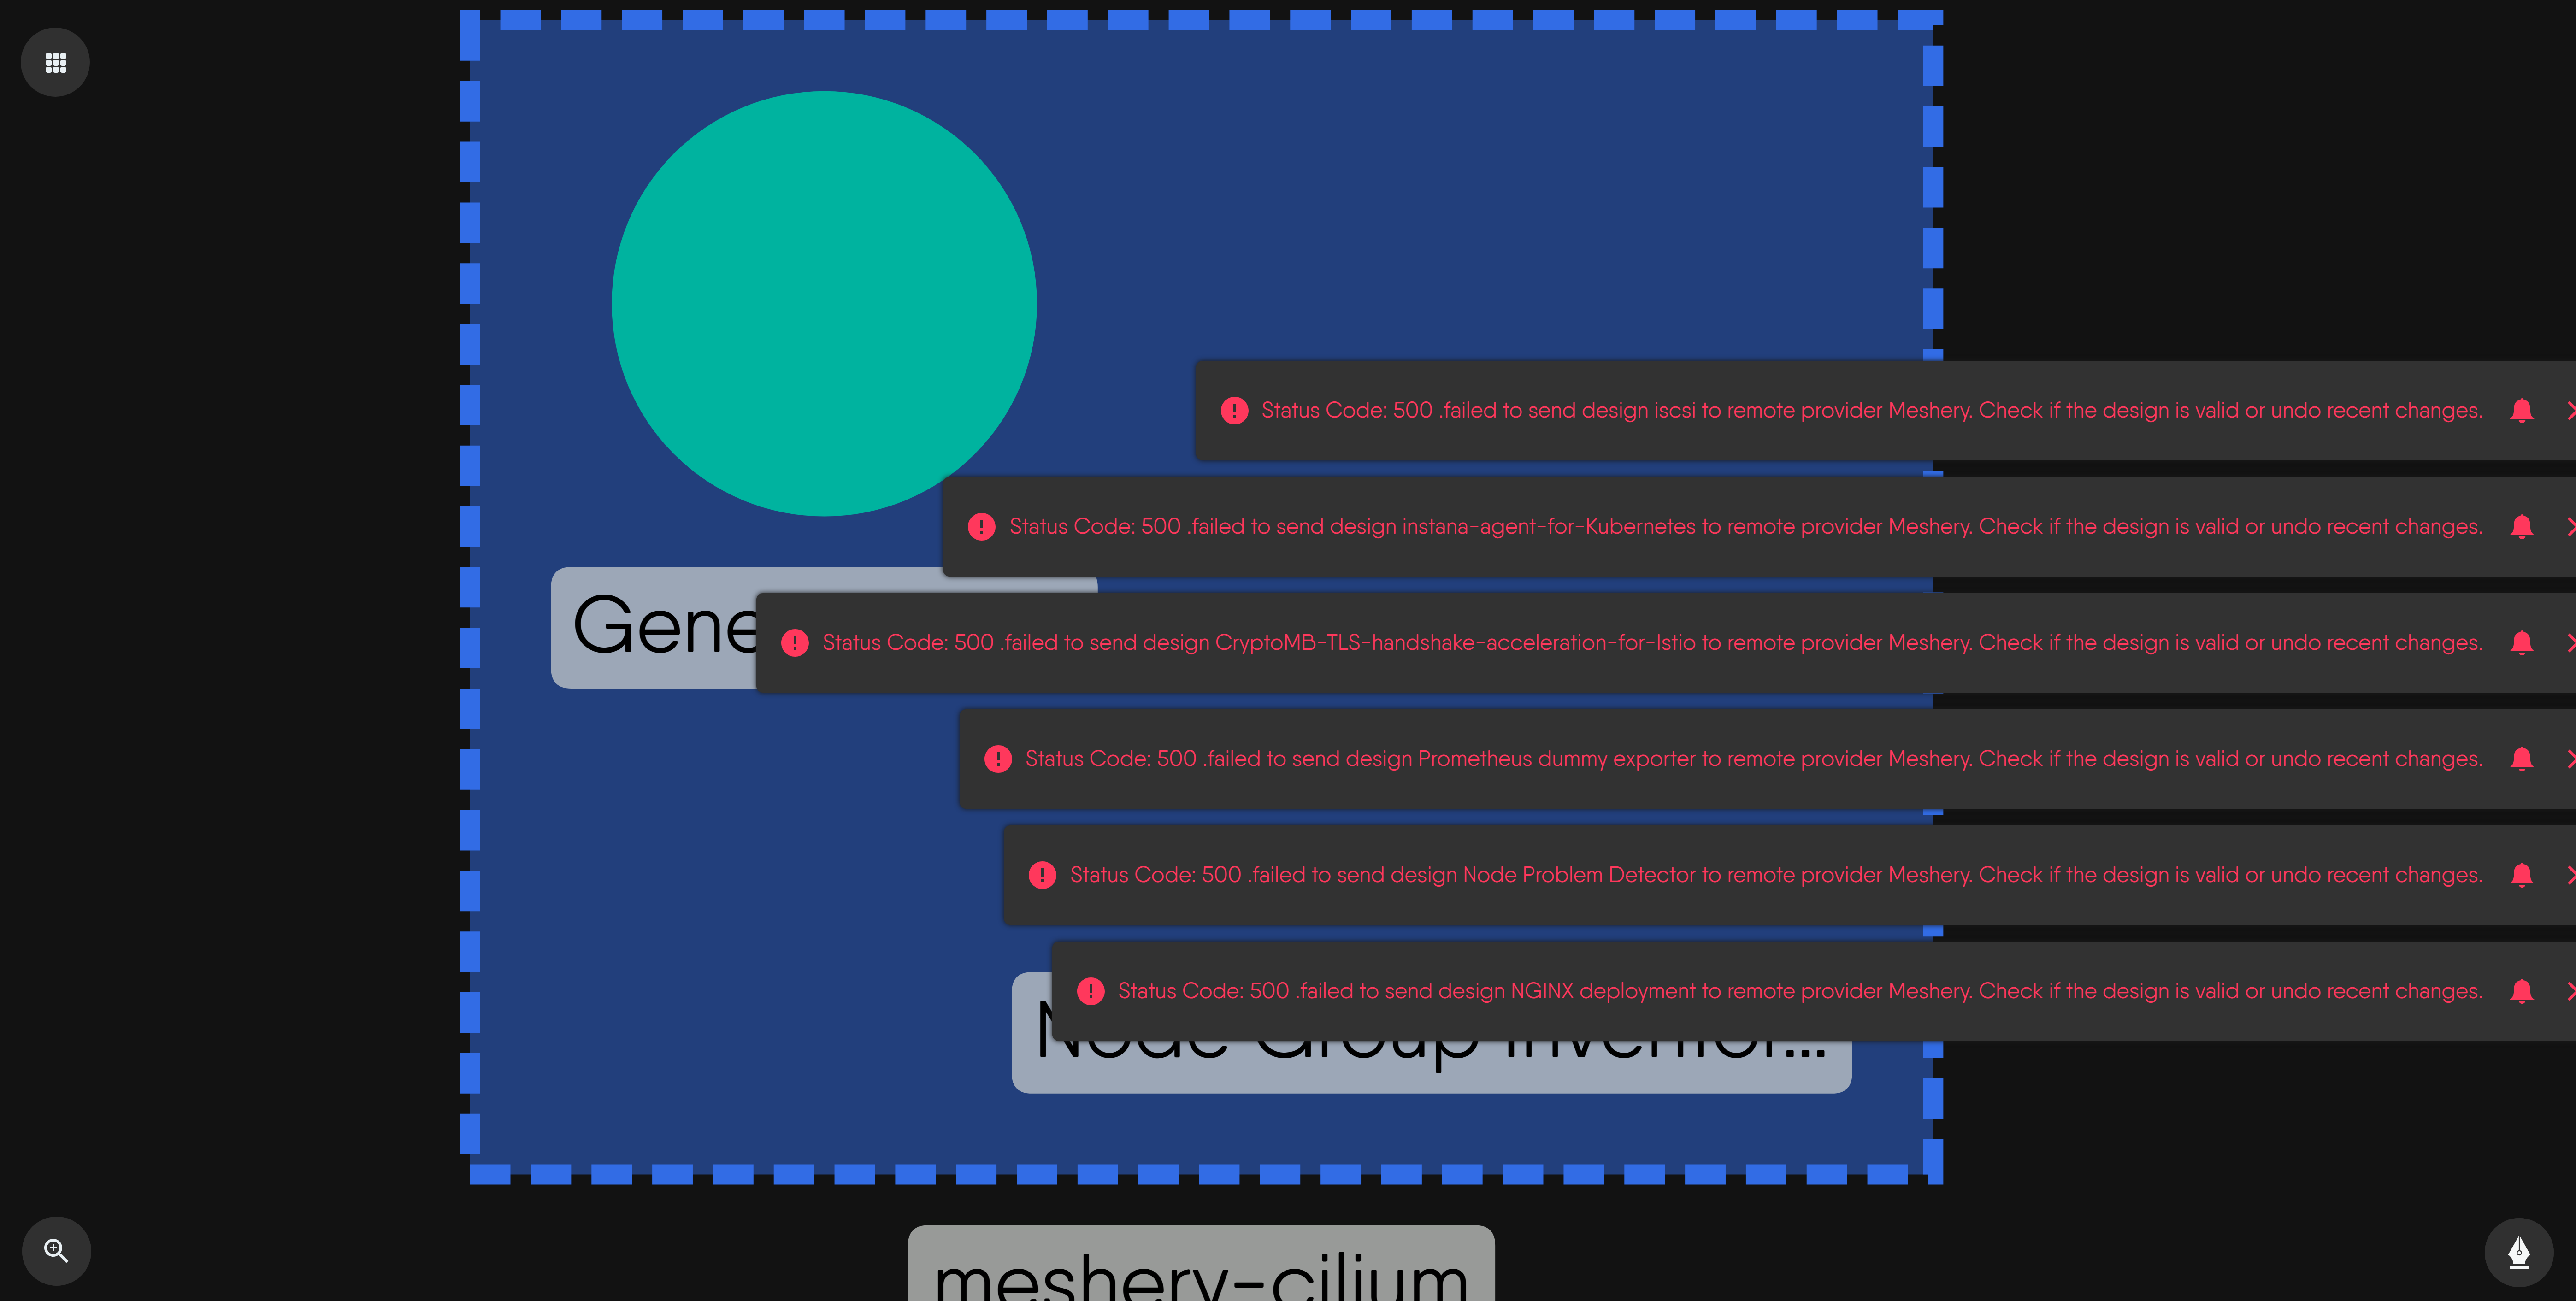 Status Code: 500 .failed to send design iscsi to remote provider Meshery. Check if the design is valid or undo recent changes.
Status Code: 500 .failed to send design instana-agent-for-Kubernetes to remote provider Meshery. Check if the design is valid or undo recent changes.
Gene
Status Code: 500 .failed to send design CryptoMB-TLS-handshake-acceleration-for-Istio to remote provider Meshery. Check if the design is valid or undo recent changes.
Status Code: 500 .failed to send design Prometheus dummy exporter to remote provider Meshery. Check if the design is valid or undo recent changes.
Status Code: 500 .failed to send design Node Problem Detector to remote provider Meshery. Check if the design is valid or undo recent changes.
Status Code: 500 .failed to send design NGINX deployment to remote provider Meshery. Check if the design is valid or undo recent changes.
Node Group Inventor...
meshery-cilium